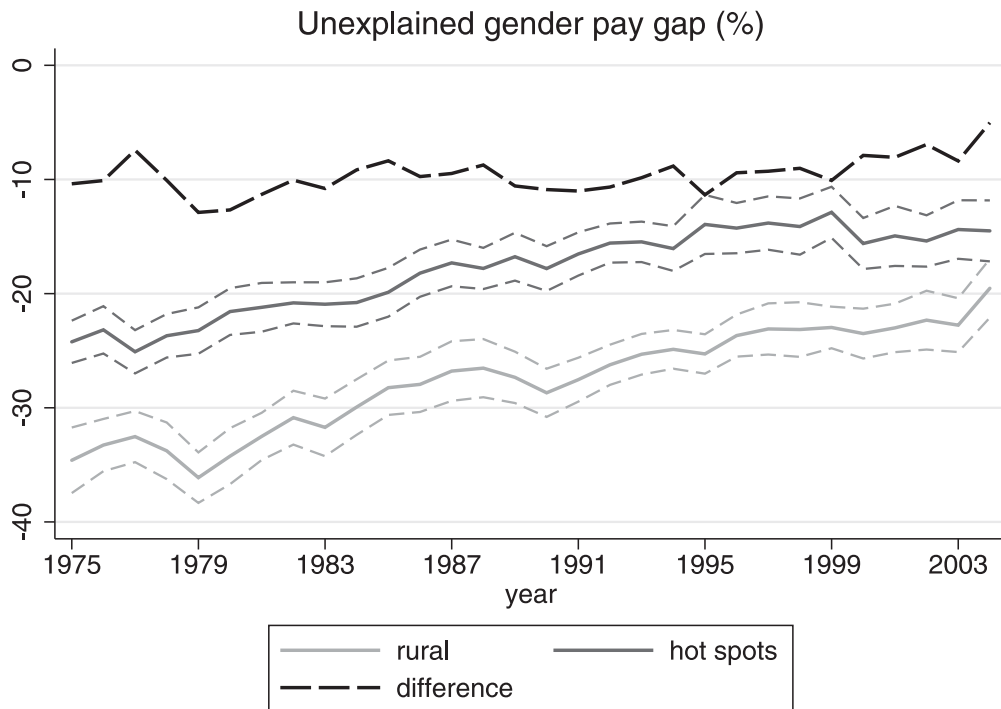 Unexplained gender pay gap (%)
0
-10
-20
-30
-40
1975 1979 1983 1987 1991 1995 1999 2003
year
rural hot spots
difference